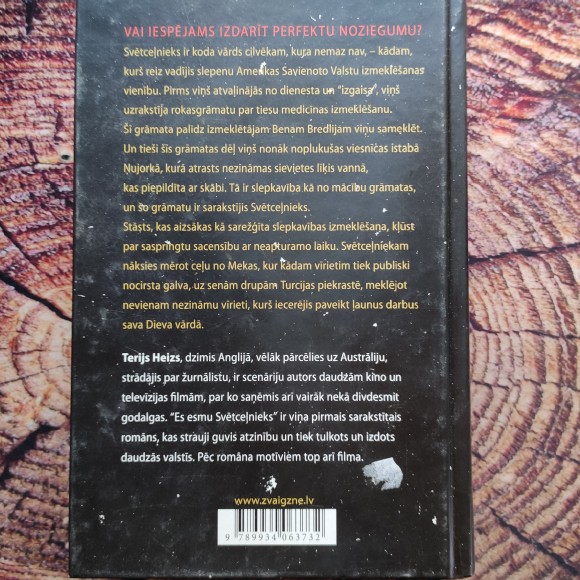 VAI IESPĒJAMS IZDARĪT PERFEKTU NOZIEGUMU?
Svētceļnieks ir koda vārds cilvēkam, kura nemaz nav, – kādam,
kurš reiz vadījis slepenu Amerikas Savienoto Valstu izmeklēšanas
vienību. Pirms viņš atvaļinājās no dienesta un "izgaisa", viņš
uzrakstīja rokasgrāmatu par tiesu medicīnas izmeklēšanu.
Šī grāmata palīdz izmeklētājam Benam Bredlijam viņu sameklēt.
Un tieši šīs grāmatas dēļ viņš nonāk noplukušas viesnīcas istabā
Ņujorkā, kurā atrasts nezināmas sievietes līķis vannā,
kas piepildīta ar skābi. Tā ir slepkavība kā no mācību grāmatas,
un šo grāmatu ir sarakstījis Svētceļnieks.
Stāsts, kas aizsākas kā sarežģīta slepkavības izmeklēšana, kļūst
par saspringtu sacensību ar neapturamo laiku. Svētceļniekam
nāksies mērot ceļu no Mekas, kur kādam vīrietim tiek publiski
nocirsta galva, uz senām drupām Turcijas piekrastē, meklējot
nevienam nezināmu vīrieti, kurš iecerējis paveikt ļaunus darbus
sava Dieva vārdā.
Terijs Heizs, dzimis Anglijā, vēlāk pārcēlies uz Austrāliju,
strādājis par žurnālistu, ir scenāriju autors daudzām kino un
televīzijas filmām, par ko saņēmis arī vairāk nekā divdesmit
godalgas. "Es esmu Svētceļnieks" ir viņa pirmais sarakstītais
romāns, kas strauji guvis atzinību un tiek tulkots un izdots
daudzās valstīs. Pēc romāna motīviem top arī filma.
www.zvaigzne.lv
9 789934 063732